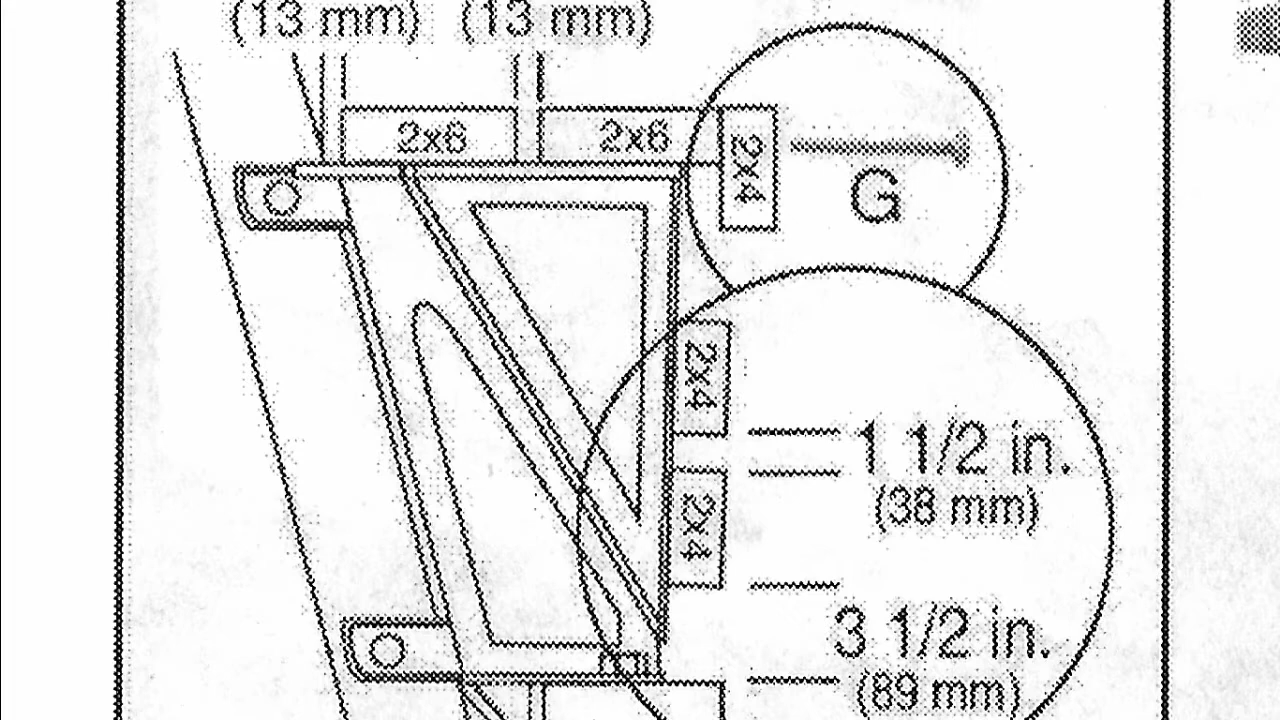 (13 mm) (13 mm)
2x6 2x6
2x4
G
2x4
1 1/2 in.
(38 mm)
2x4
3 1/2 in.
(89 mm)